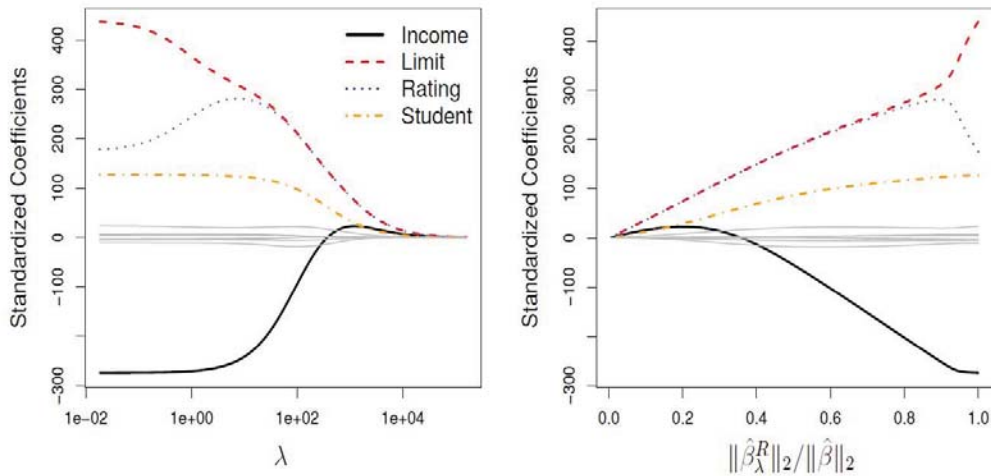 Income
Limit
Rating
Student
Standardized Coefficients
400
300
200
100
0
−100
−300
1e−02 1e+00 1e+02 1e+04
λ
Standardized Coefficients
400
300
200
100
0
−100
−300
0.0 0.2 0.4 0.6 0.8 1.0
‖β̂λᴿ‖₂/‖β̂‖₂